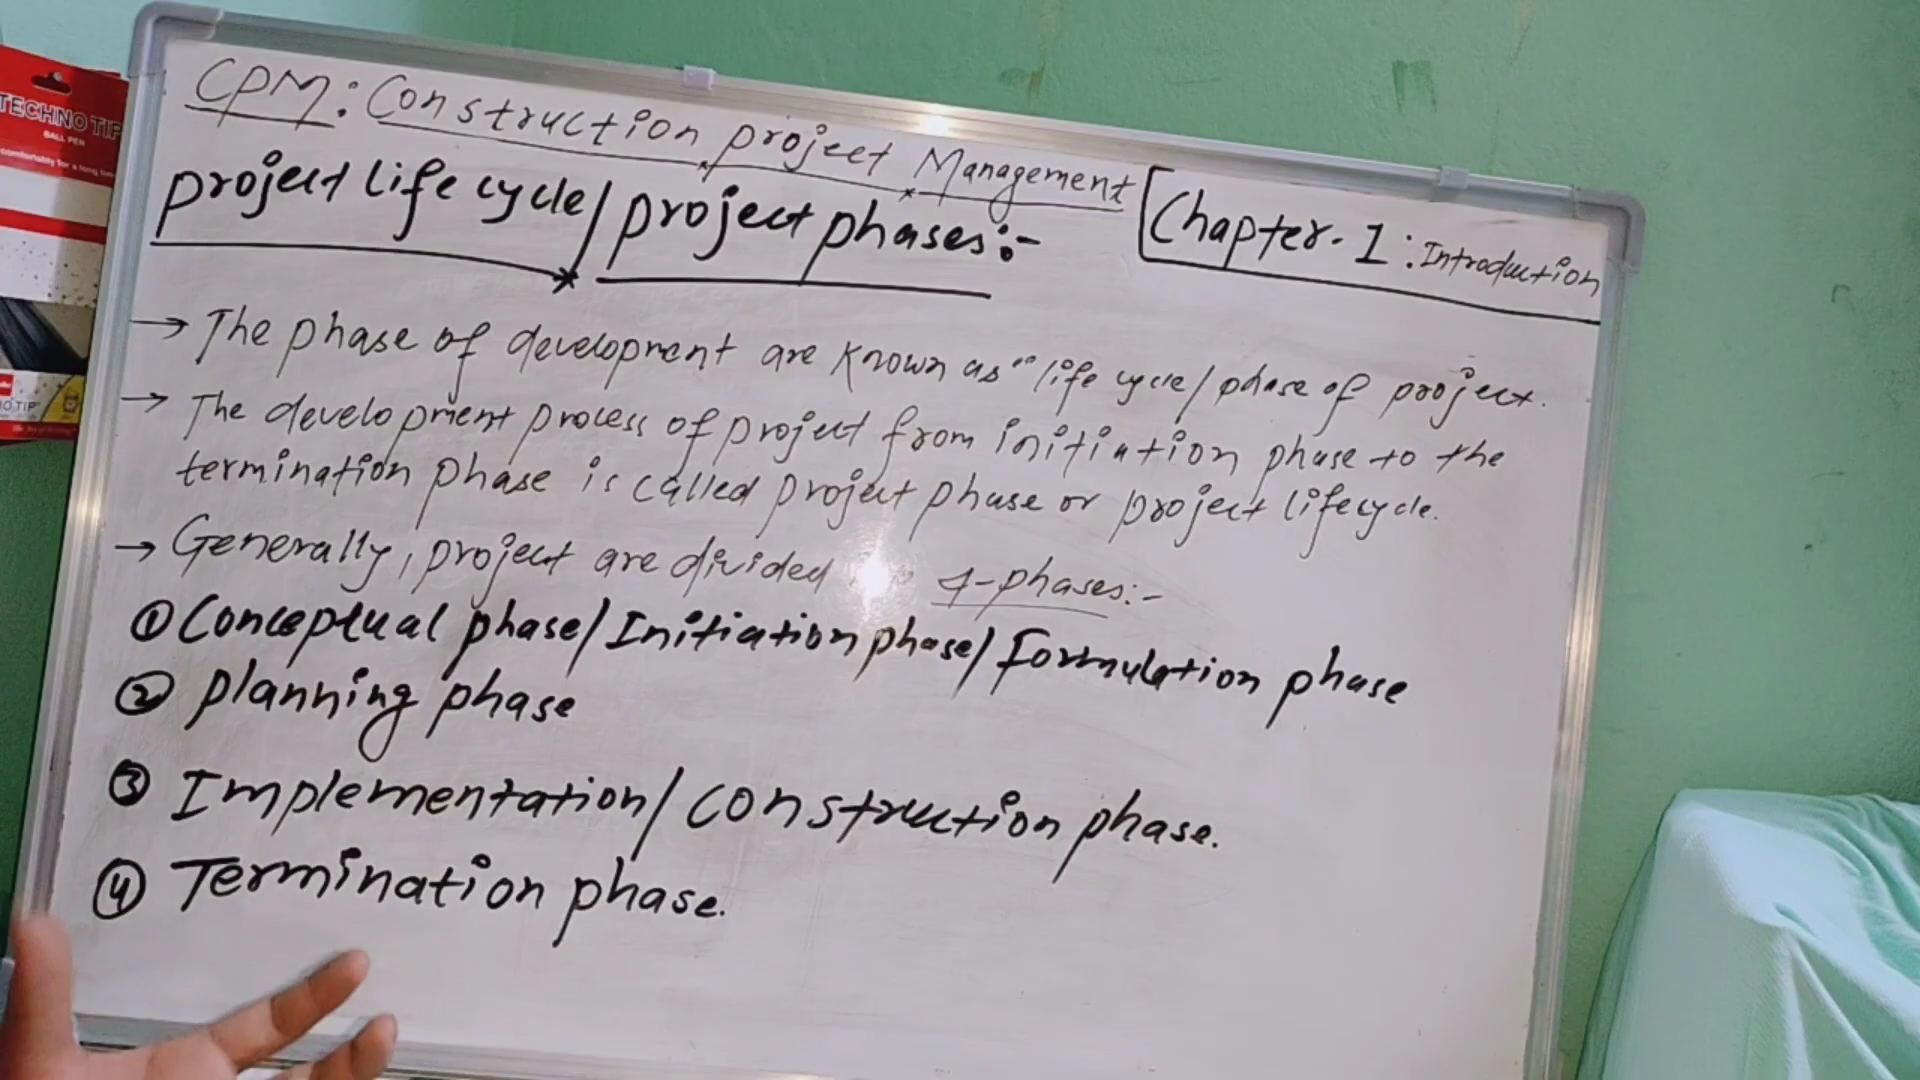 TECHNO TIP
BALL PEN
CPM: Construction project Management
project life cycle/project phases:-
[Chapter-1: Introduction
→ The phase of development are known as "life cycle/phase of project.
→ The development process of project from initiation phase to the
termination phase is called project phase or project lifecycle.
→ Generally, project are divided 4-phases:-
① Conceptual phase/Initiation phase/formulation phase
② planning phase
③ Implementation/construction phase.
④ Termination phase.